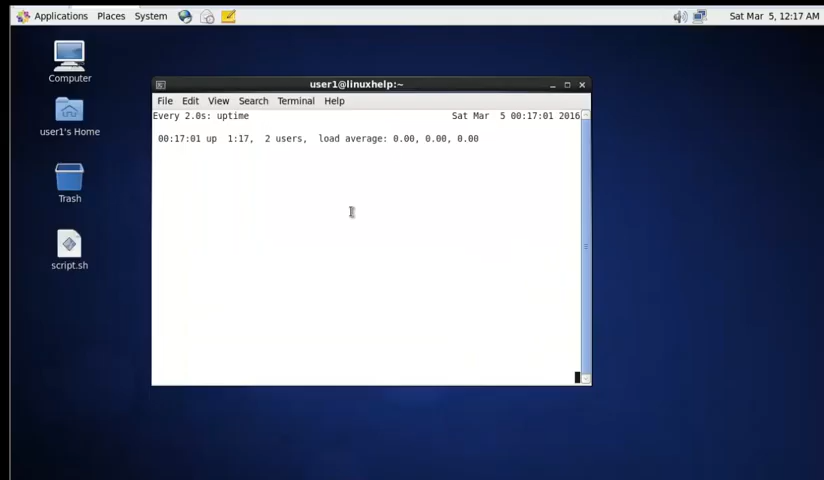 Applications Places System Sat Mar 5, 12:17 AM
Computer
user1's Home
Trash
script.sh
user1@linuxhelp:~
File Edit View Search Terminal Help
Every 2.0s: uptime Sat Mar 5 00:17:01 2016
00:17:01 up 1:17, 2 users, load average: 0.00, 0.00, 0.00